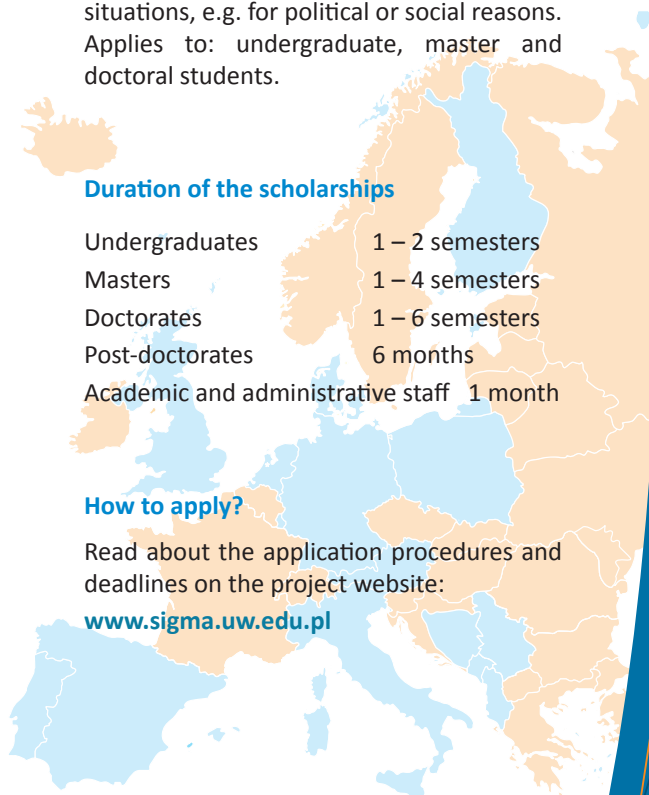 situations, e.g. for political or social reasons.
Applies to: undergraduate, master and
doctoral students.
Duration of the scholarships
Undergraduates 1 – 2 semesters
Masters 1 – 4 semesters
Doctorates 1 – 6 semesters
Post-doctorates 6 months
Academic and administrative staff 1 month
How to apply?
Read about the application procedures and
deadlines on the project website:
www.sigma.uw.edu.pl